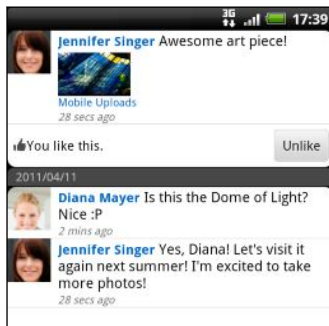 3G 17:39
Jennifer Singer Awesome art piece!
Mobile Uploads
28 secs ago
You like this.
Unlike
2011/04/11
Diana Mayer Is this the Dome of Light?
Nice :P
2 mins ago
Jennifer Singer Yes, Diana! Let's visit it
again next summer! I'm excited to take
more photos!
28 secs ago